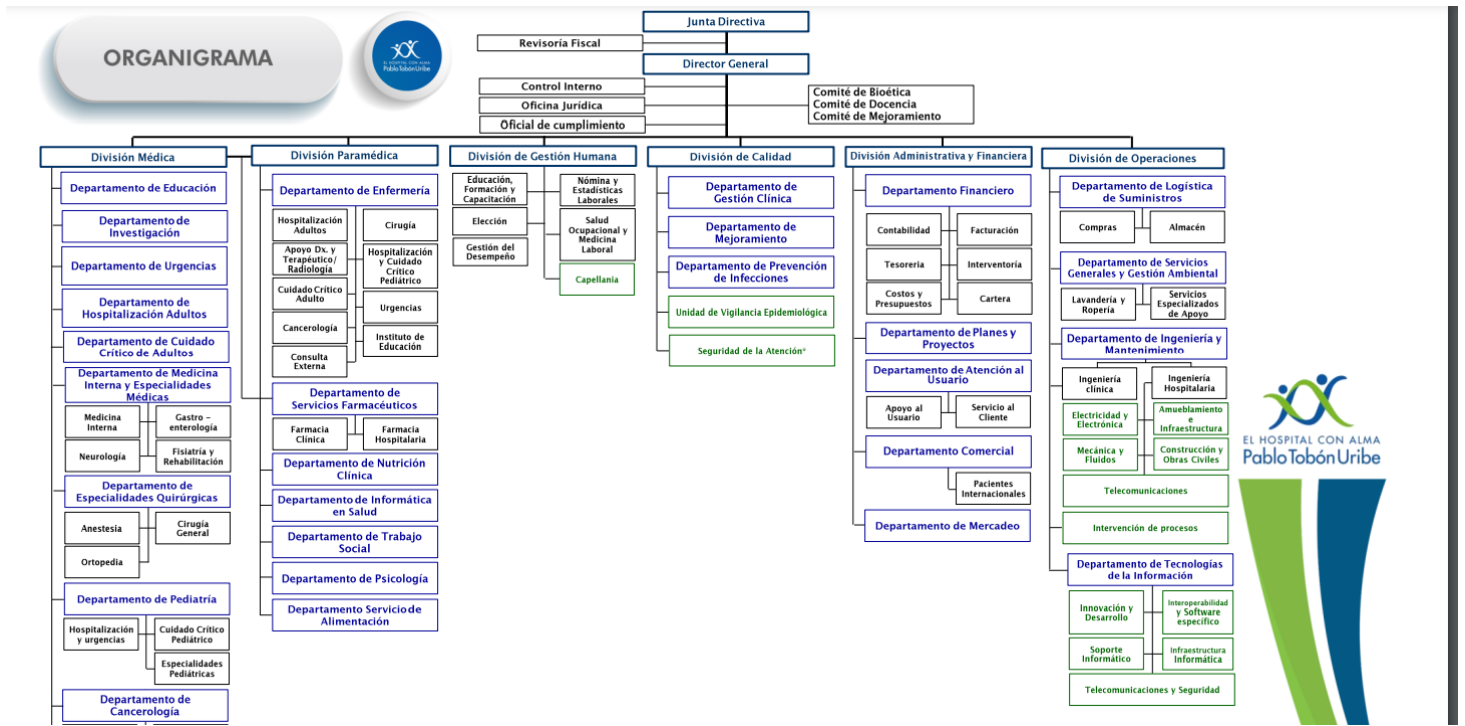 ORGANIGRAMA
EL HOSPITAL CON ALMA
Pablo Tobón Uribe
Junta Directiva
Revisoría Fiscal
Director General
Control Interno
Oficina Jurídica
Oficial de cumplimiento
Comité de Bioética
Comité de Docencia
Comité de Mejoramiento
División Médica
Departamento de Educación
Departamento de
Investigación
Departamento de Urgencias
Departamento de
Hospitalización Adultos
Departamento de Cuidado
Crítico de Adultos
Departamento de Medicina
Interna y Especialidades
Médicas
Medicina
Interna
Gastro –
enterología
Neurología
Fisiatría y
Rehabilitación
Departamento de
Especialidades Quirúrgicas
Anestesia
Cirugía
General
Ortopedia
Departamento de Pediatría
Hospitalización
y urgencias
Cuidado Crítico
Pediátrico
Especialidades
Pediátricas
Departamento de
Cancerología
División Paramédica
Departamento de Enfermería
Hospitalización
Adultos
Cirugía
Apoyo Dx. y
Terapéutico/
Radiología
Hospitalización
y Cuidado
Crítico
Pediátrico
Cuidado Crítico
Adulto
Urgencias
Cancerología
Instituto de
Educación
Consulta
Externa
Departamento de
Servicios Farmacéuticos
Farmacia
Clínica
Farmacia
Hospitalaria
Departamento de Nutrición
Clínica
Departamento de Informática
en Salud
Departamento de Trabajo
Social
Departamento de Psicología
Departamento Servicio de
Alimentación
División de Gestión Humana
Educación,
Formación y
Capacitación
Nómina y
Estadísticas
Laborales
Elección
Salud
Ocupacional y
Medicina
Laboral
Gestión del
Desempeño
Capellania
División de Calidad
Departamento de
Gestión Clínica
Departamento de
Mejoramiento
Departamento de Prevención
de Infecciones
Unidad de Vigilancia Epidemiológica
Seguridad de la Atención*
División Administrativa y Financiera
Departamento Financiero
Contabilidad
Facturación
Tesoreria
Interventoría
Costos y
Presupuestos
Cartera
Departamento de Planes y
Proyectos
Departamento de Atención al
Usuario
Apoyo al
Usuario
Servicio al
Cliente
Departamento Comercial
Pacientes
Internacionales
Departamento de Mercadeo
División de Operaciones
Departamento de Logística
de Suministros
Compras
Almacén
Departamento de Servicios
Generales y Gestión Ambiental
Lavandería y
Ropería
Servicios
Especializados
de Apoyo
Departamento de Ingeniería y
Mantenimiento
Ingeniería
clínica
Ingeniería
Hospitalaria
Electricidad y
Electrónica
Amueblamiento
e
Infraestructura
Mecánica y
Fluidos
Construcción y
Obras Civiles
Telecomunicaciones
Intervención de procesos
Departamento de Tecnologías
de la Información
Innovación y
Desarrollo
Interoperabilidad
y Software
específico
Soporte
Informático
Infraestructura
Informática
Telecomunicaciones y Seguridad
EL HOSPITAL CON ALMA
Pablo Tobón Uribe